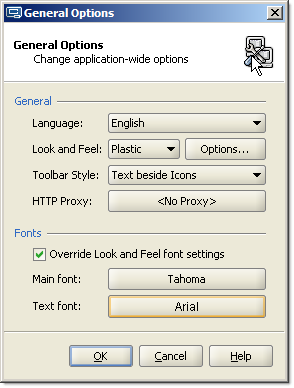 General Options
General Options
Change application-wide options
General
Language: English
Look and Feel: Plastic Options...
Toolbar Style: Text beside Icons
HTTP Proxy: <No Proxy>
Fonts
Override Look and Feel font settings
Main font: Tahoma
Text font: Arial
OK Cancel Help